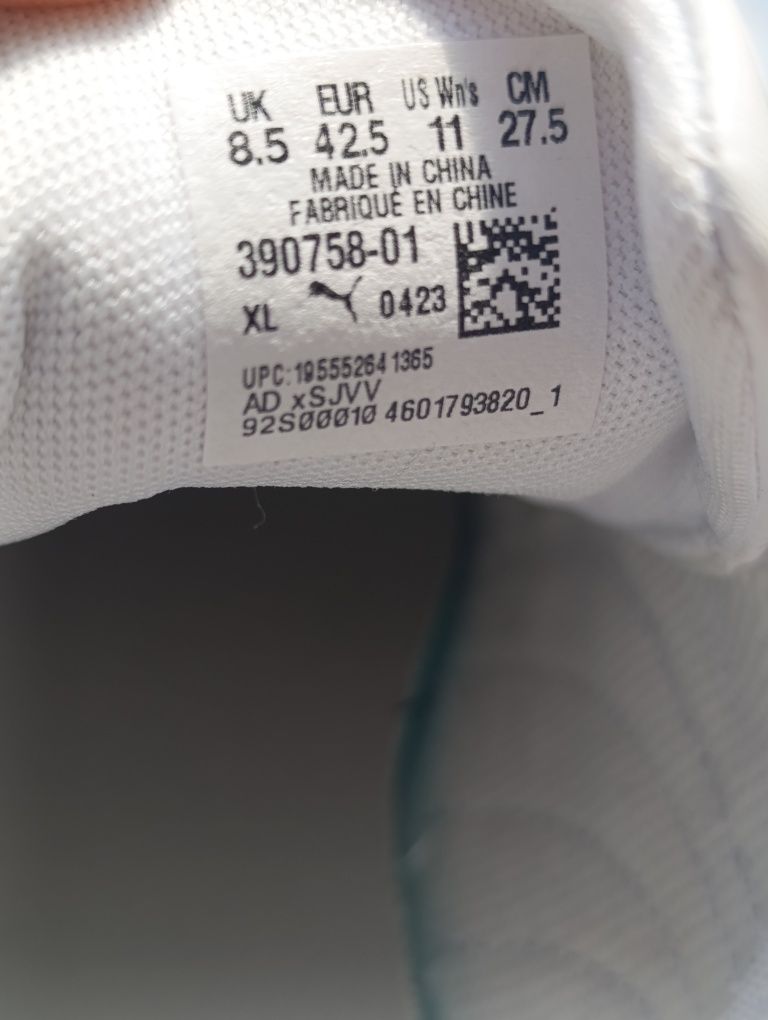 UK EUR US Wn's CM
8.5 42.5 11 27.5
MADE IN CHINA
FABRIQUÉ EN CHINE
390758-01
XL 0423
UPC:195552641365
AD xSJVV
92S00010 4601793820_1